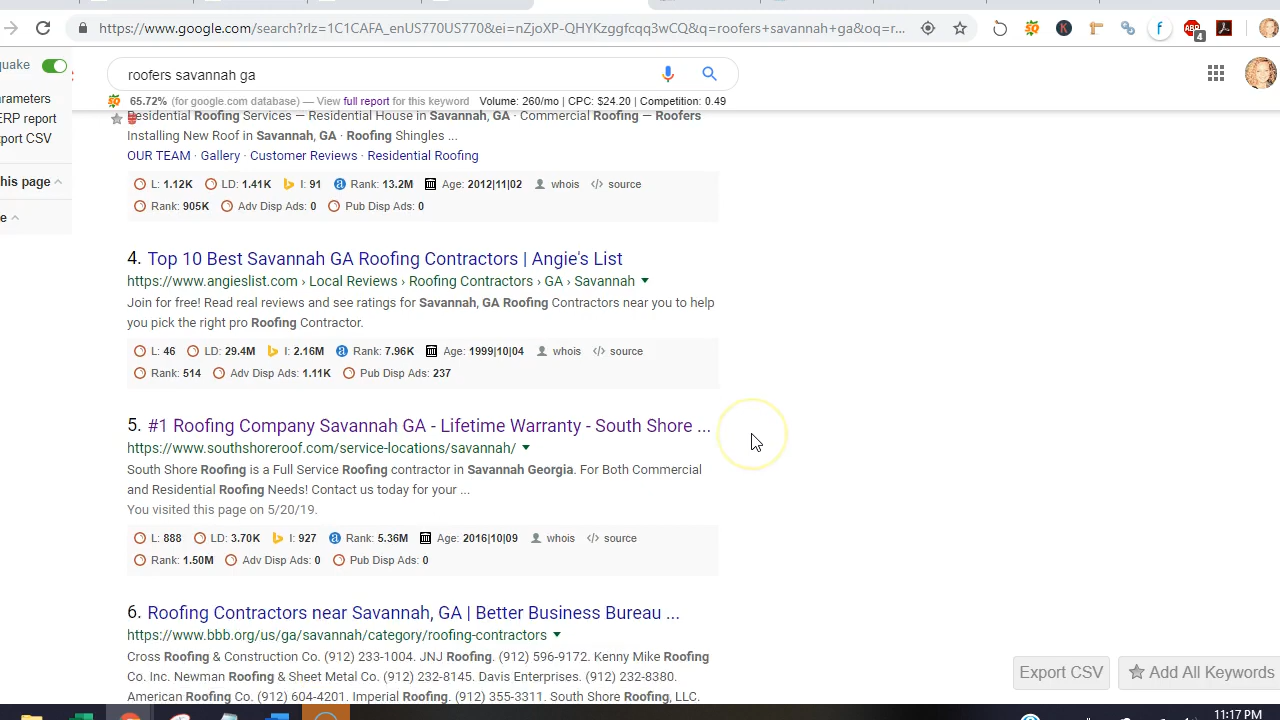 https://www.google.com/search?rlz=1C1CAFA_enUS770US770&ei=nZjoXP-QHYKzggfcqq3wCQ&q=roofers+savannah+ga&oq=r...
ABP
4
quake
roofers savannah ga
arameters
65.72% (for google.com database) — View full report for this keyword Volume: 260/mo | CPC: $24.20 | Competition: 0.49
ERP report
Residential Roofing Services — Residential House in Savannah, GA · Commercial Roofing — Roofers
xport CSV
Installing New Roof in Savannah, GA · Roofing Shingles ...
OUR TEAM · Gallery · Customer Reviews · Residential Roofing
his page
L: 1.12K LD: 1.41K I: 91 Rank: 13.2M Age: 2012|11|02 whois source
Rank: 905K Adv Disp Ads: 0 Pub Disp Ads: 0
e
4. Top 10 Best Savannah GA Roofing Contractors | Angie's List
https://www.angieslist.com › Local Reviews › Roofing Contractors › GA › Savannah
Join for free! Read real reviews and see ratings for Savannah, GA Roofing Contractors near you to help
you pick the right pro Roofing Contractor.
L: 46 LD: 29.4M I: 2.16M Rank: 7.96K Age: 1999|10|04 whois source
Rank: 514 Adv Disp Ads: 1.11K Pub Disp Ads: 237
5. #1 Roofing Company Savannah GA - Lifetime Warranty - South Shore ...
https://www.southshoreroof.com/service-locations/savannah/
South Shore Roofing is a Full Service Roofing contractor in Savannah Georgia. For Both Commercial
and Residential Roofing Needs! Contact us today for your ...
You visited this page on 5/20/19.
L: 888 LD: 3.70K I: 927 Rank: 5.36M Age: 2016|10|09 whois source
Rank: 1.50M Adv Disp Ads: 0 Pub Disp Ads: 0
6. Roofing Contractors near Savannah, GA | Better Business Bureau ...
https://www.bbb.org/us/ga/savannah/category/roofing-contractors
Cross Roofing & Construction Co. (912) 233-1004. JNJ Roofing. (912) 596-9172. Kenny Mike Roofing
Co. Inc. Newman Roofing & Sheet Metal Co. (912) 232-8145. Davis Enterprises. (912) 232-8380.
American Roofing Co. (912) 604-4201. Imperial Roofing. (912) 355-3311. South Shore Roofing, LLC.
Export CSV
Add All Keywords
11:17 PM